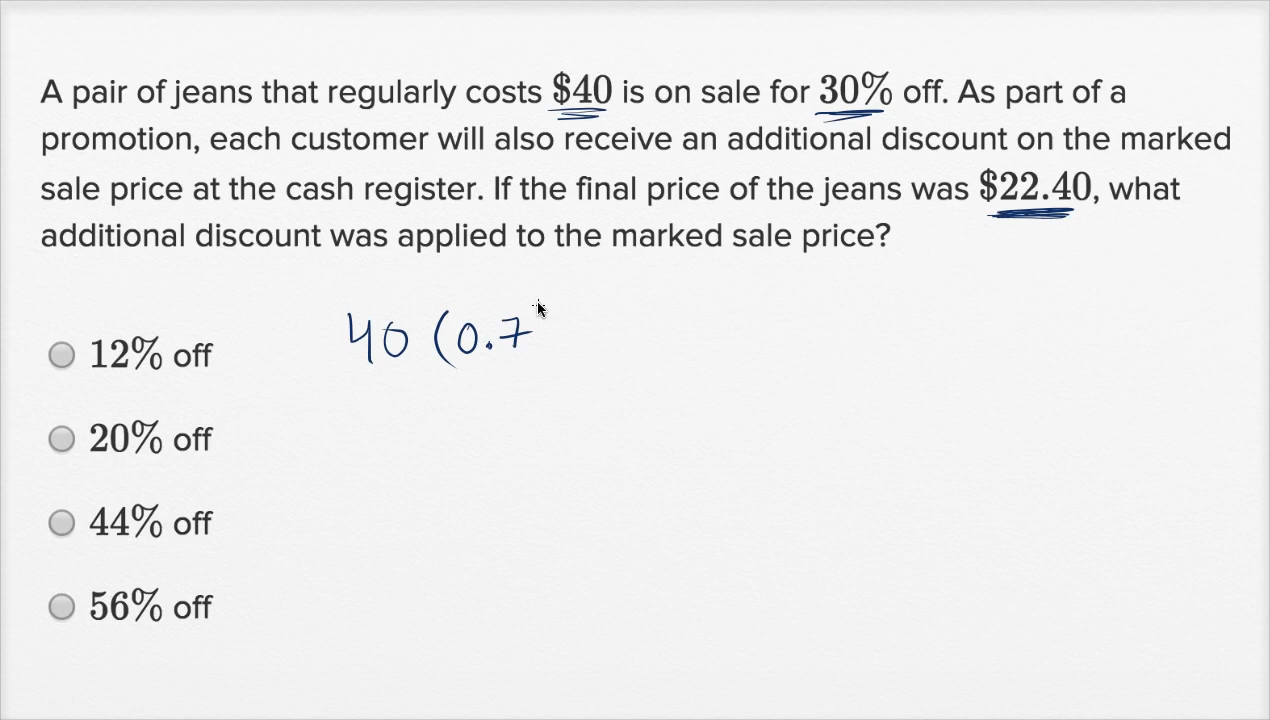 A pair of jeans that regularly costs $40 is on sale for 30% off. As part of a
promotion, each customer will also receive an additional discount on the marked
sale price at the cash register. If the final price of the jeans was $22.40, what
additional discount was applied to the marked sale price?
12% off
40 (0.7
20% off
44% off
56% off